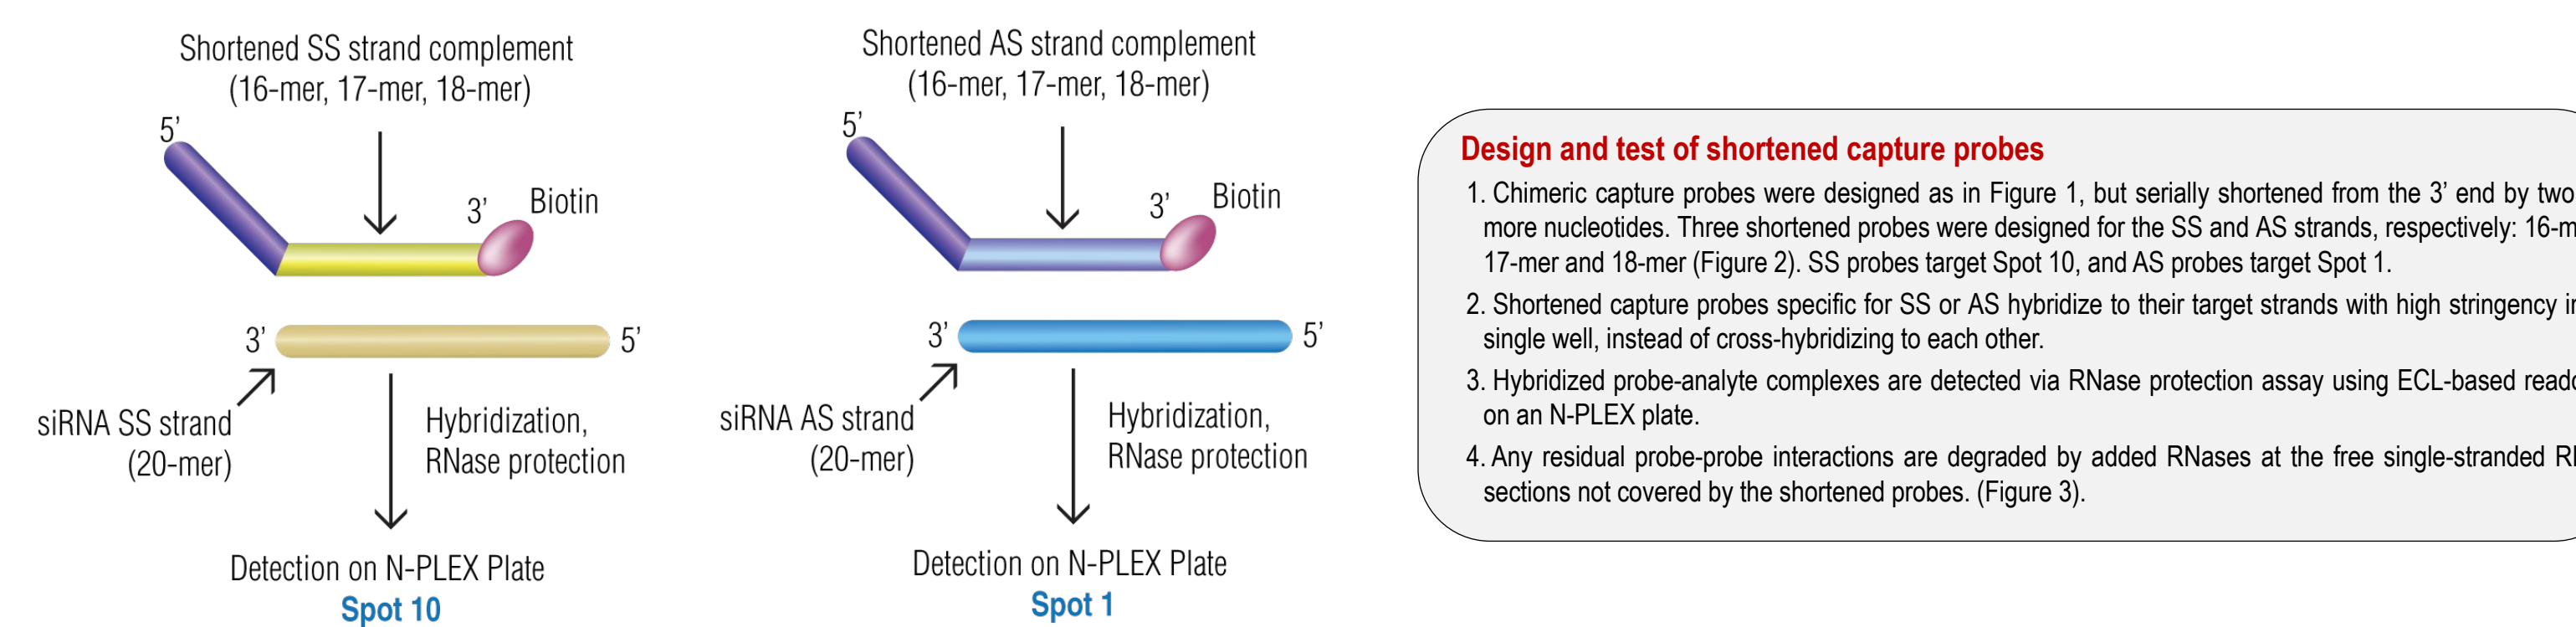 Shortened SS strand complement
(16-mer, 17-mer, 18-mer)
5’
3’
Biotin
3’
5’
siRNA SS strand
(20-mer)
Hybridization,
RNase protection
Detection on N-PLEX Plate
Spot 10
Shortened AS strand complement
(16-mer, 17-mer, 18-mer)
5’
3’
Biotin
3’
5’
siRNA AS strand
(20-mer)
Hybridization,
RNase protection
Detection on N-PLEX Plate
Spot 1
Design and test of shortened capture probes
1. Chimeric capture probes were designed as in Figure 1, but serially shortened from the 3’ end by two
more nucleotides. Three shortened probes were designed for the SS and AS strands, respectively:
17-mer and 18-mer (Figure 2). SS probes target Spot 10, and AS probes target Spot 1.
2. Shortened capture probes specific for SS or AS hybridize to their target strands with high stringency
single well, instead of cross-hybridizing to each other.
3. Hybridized probe-analyte complexes are detected via RNase protection assay using ECL-based
on an N-PLEX plate.
4. Any residual probe-probe interactions are degraded by added RNases at the free single-stranded
sections not covered by the shortened probes. (Figure 3).